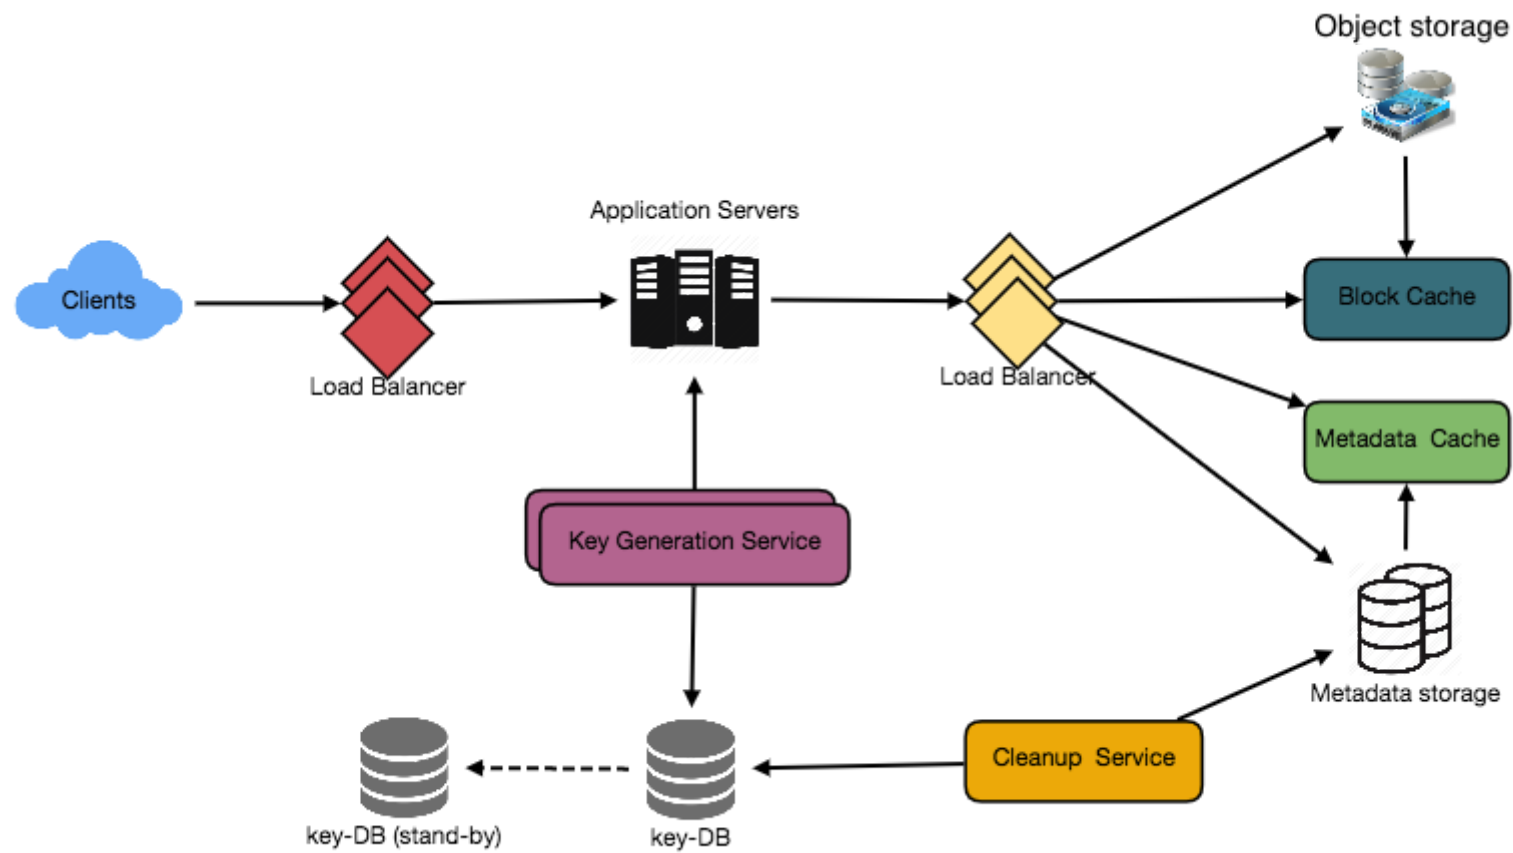 Object storage
Application Servers
Clients
Block Cache
Load Balancer
Load Balancer
Metadata Cache
Key Generation Service
Metadata storage
Cleanup Service
key-DB (stand-by)
key-DB